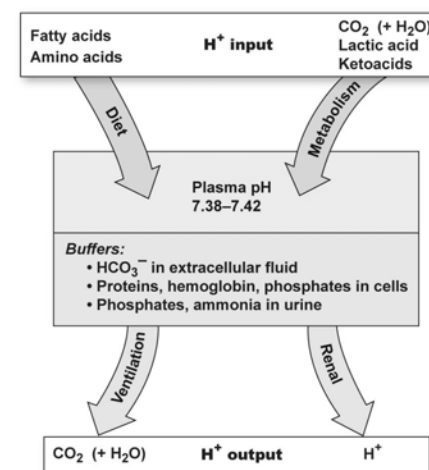 Fatty acids
Amino acids
H⁺ input
CO₂ (+ H₂O)
Lactic acid
Ketoacids
Diet
Metabolism
Plasma pH
7.38–7.42
Buffers:
• HCO₃⁻ in extracellular fluid
• Proteins, hemoglobin, phosphates in cells
• Phosphates, ammonia in urine
Ventilation
Renal
CO₂ (+ H₂O)
H⁺ output
H⁺